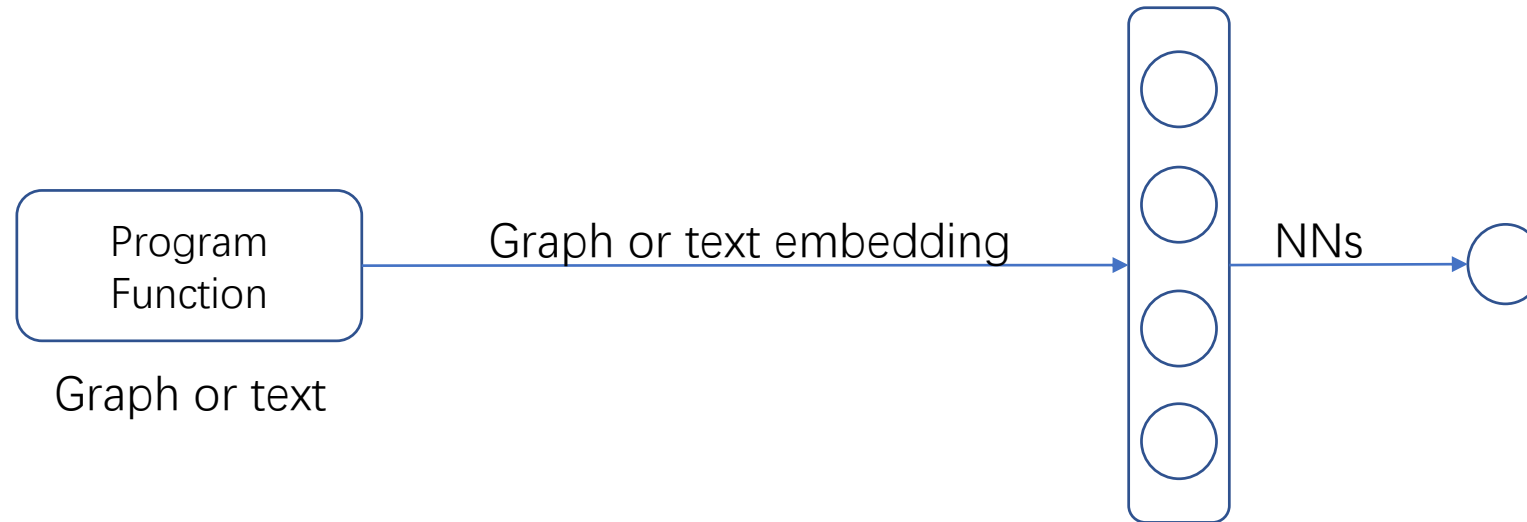 Program
Function
Graph or text
Graph or text embedding
NNs